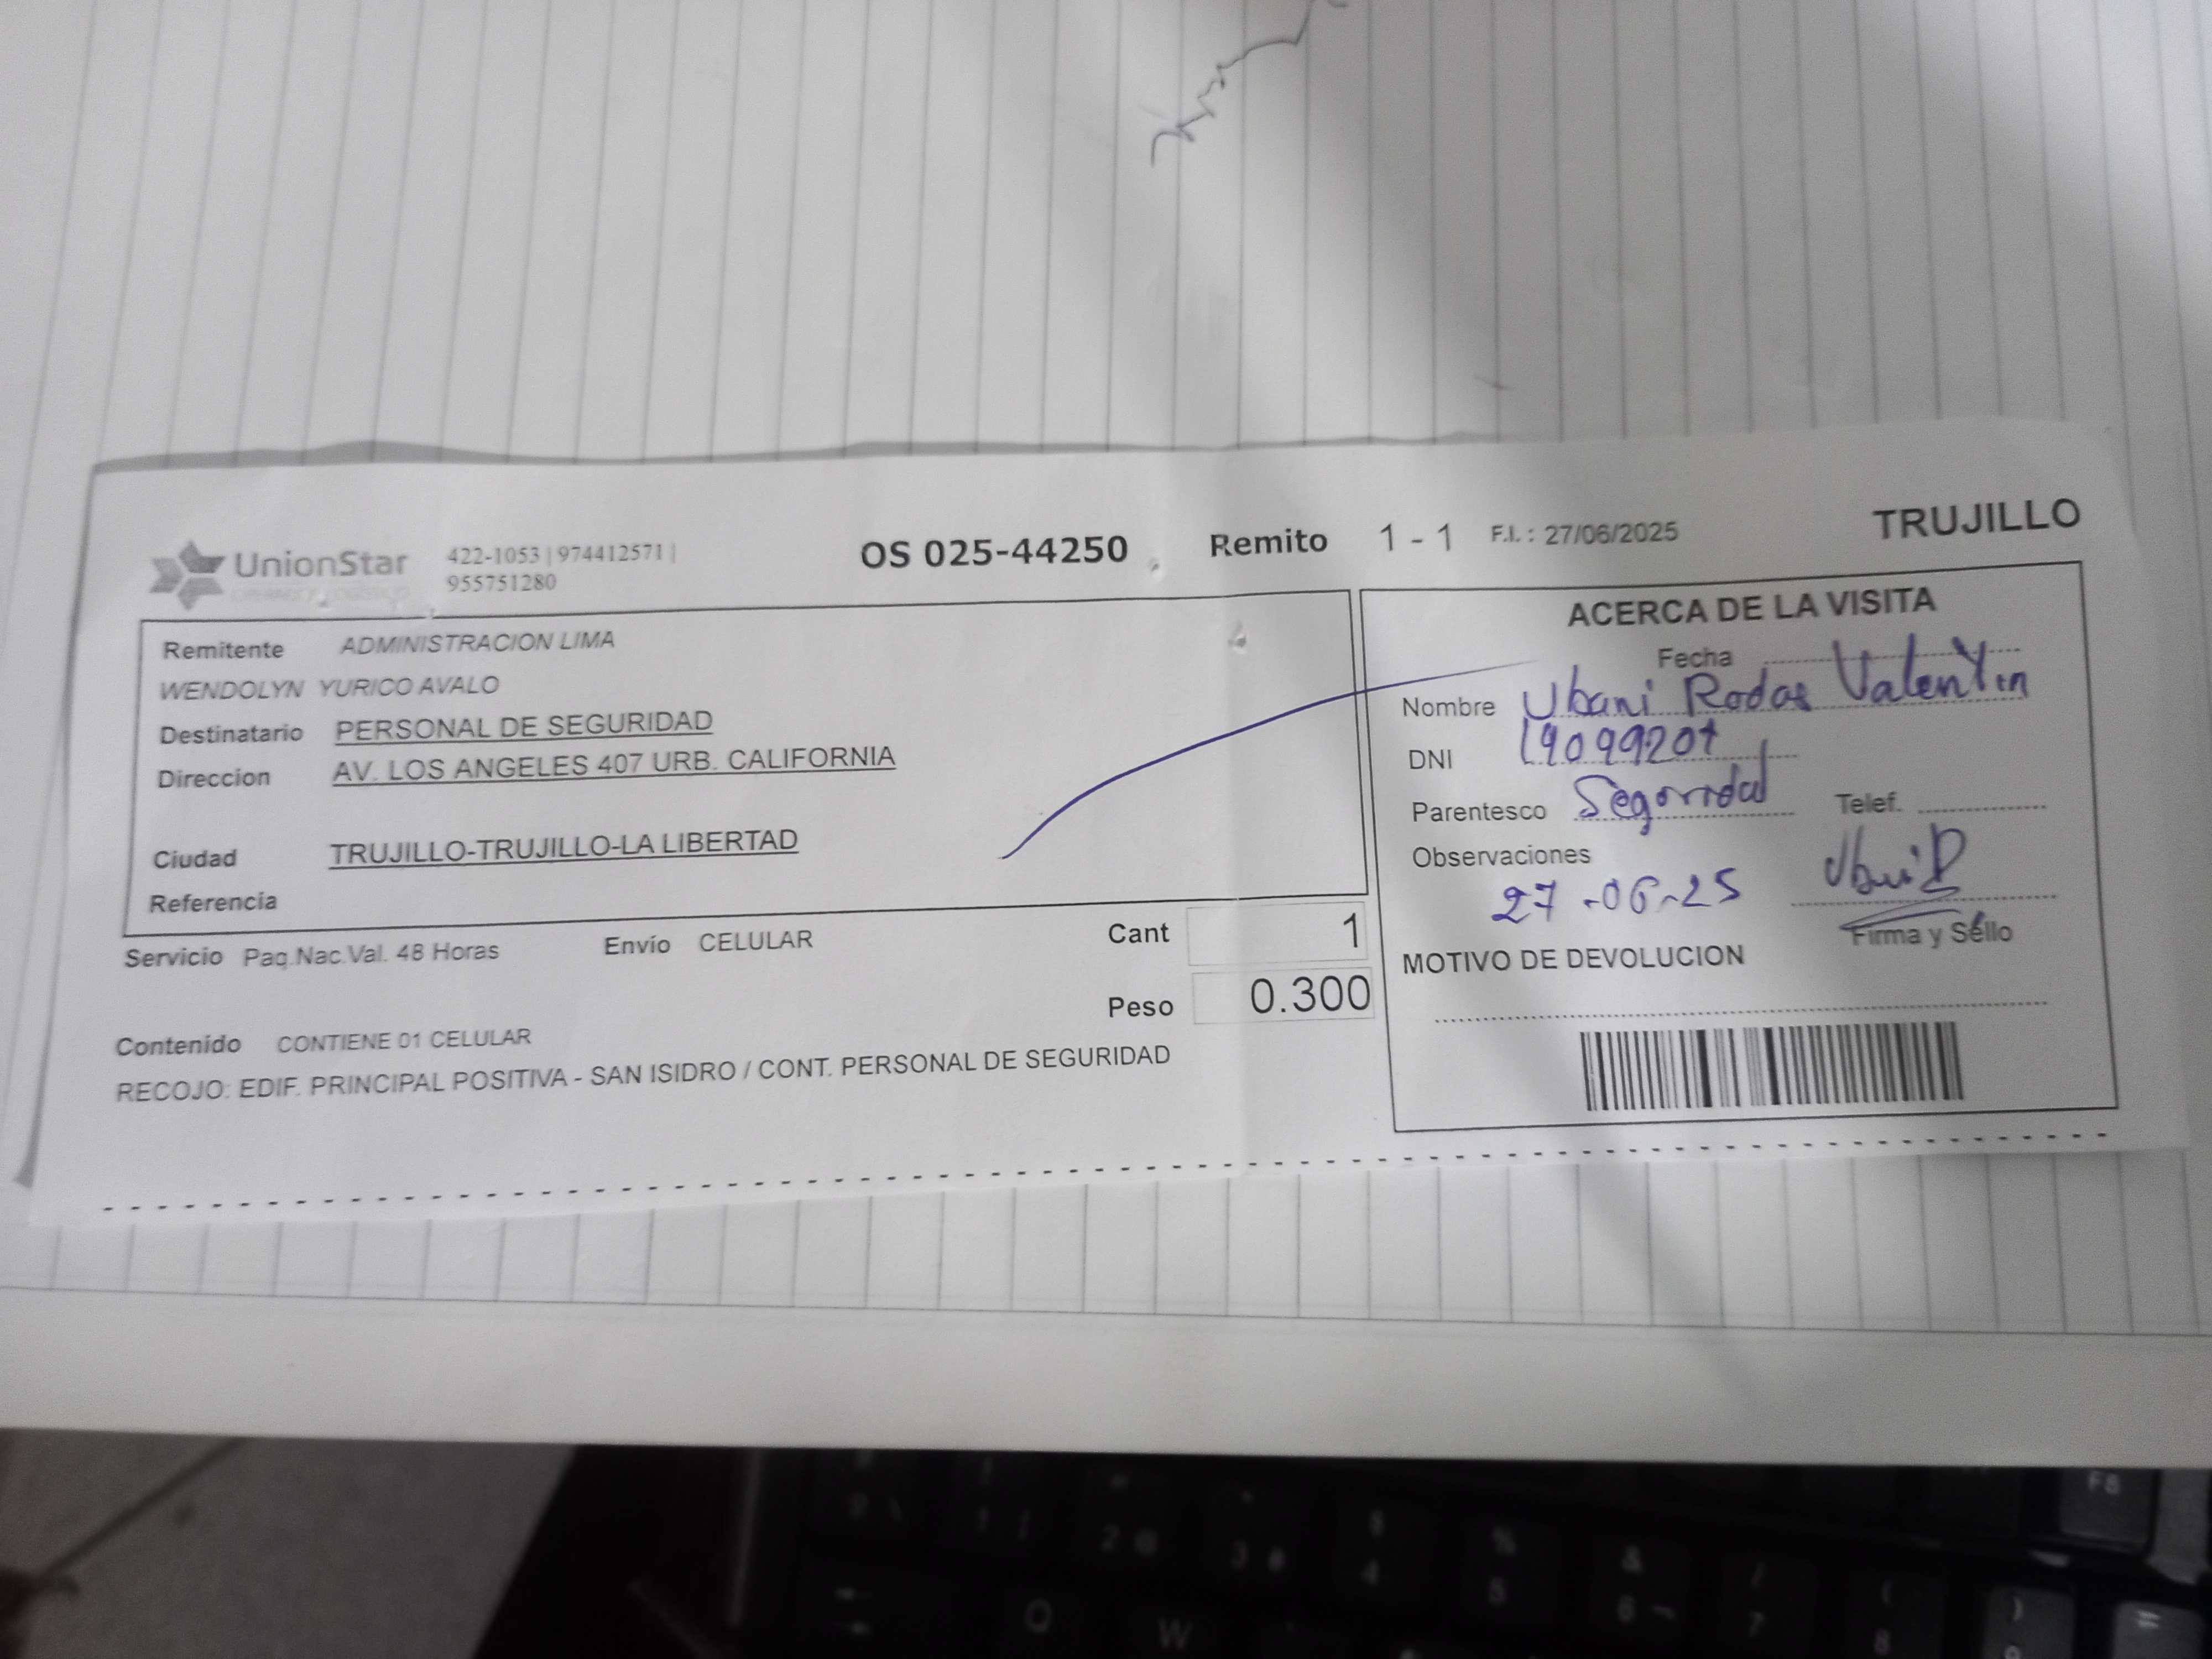 UnionStar
422-1053 | 974412571 |
955751280
OS 025-44250 Remito 1 - 1 F.I. : 27/06/2025 TRUJILLO
Remitente ADMINISTRACION LIMA
WENDOLYN YURICO AVALO
Destinatario PERSONAL DE SEGURIDAD
Direccion AV. LOS ANGELES 407 URB. CALIFORNIA
Ciudad TRUJILLO-TRUJILLO-LA LIBERTAD
Referencia
Servicio Paq.Nac.Val. 48 Horas Envío CELULAR Cant 1
Peso 0.300
Contenido CONTIENE 01 CELULAR
RECOJO: EDIF. PRINCIPAL POSITIVA - SAN ISIDRO / CONT. PERSONAL DE SEGURIDAD
ACERCA DE LA VISITA
Fecha
Nombre Ubani Rodas Valentin
DNI
Parentesco Segurridad Telef.
Observaciones
27-06-25
Firma y Sello
MOTIVO DE DEVOLUCION
F8
Q
W